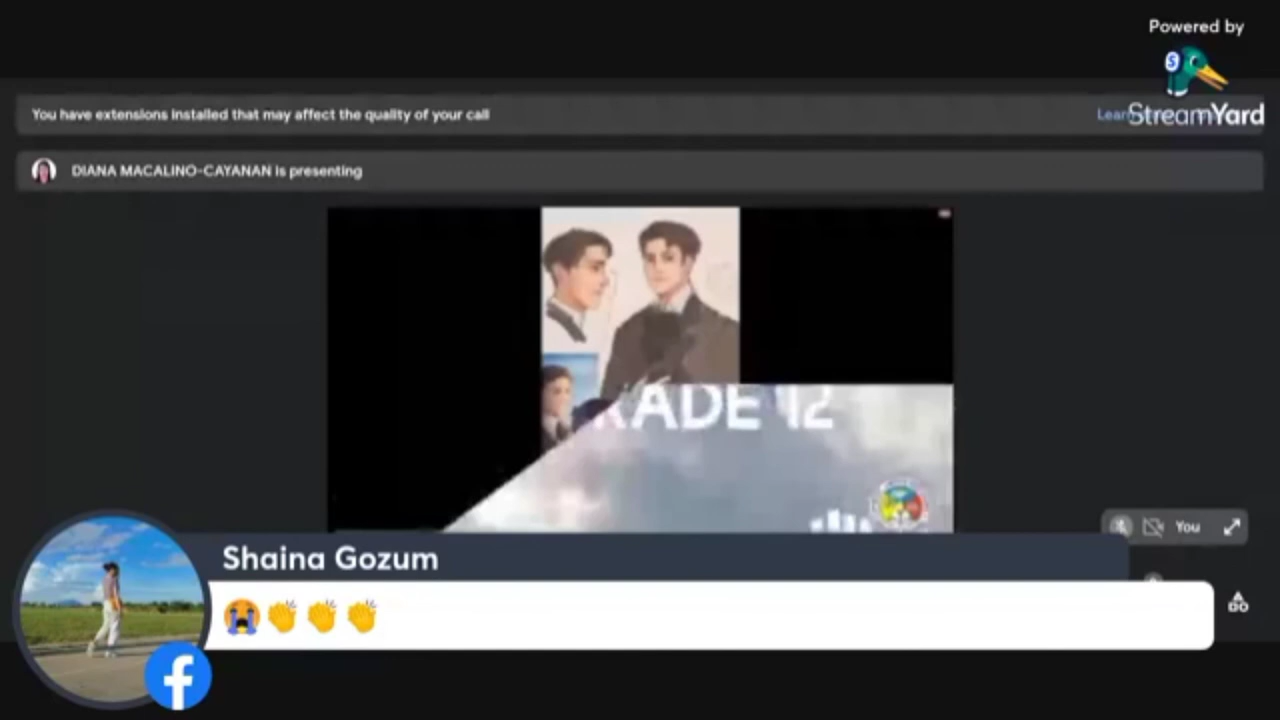 Powered by
StreamYard
You have extensions installed that may affect the quality of your call
DIANA MACALINO-CAYANAN is presenting
RADE 12
You
Shaina Gozum
😭👏👏👏